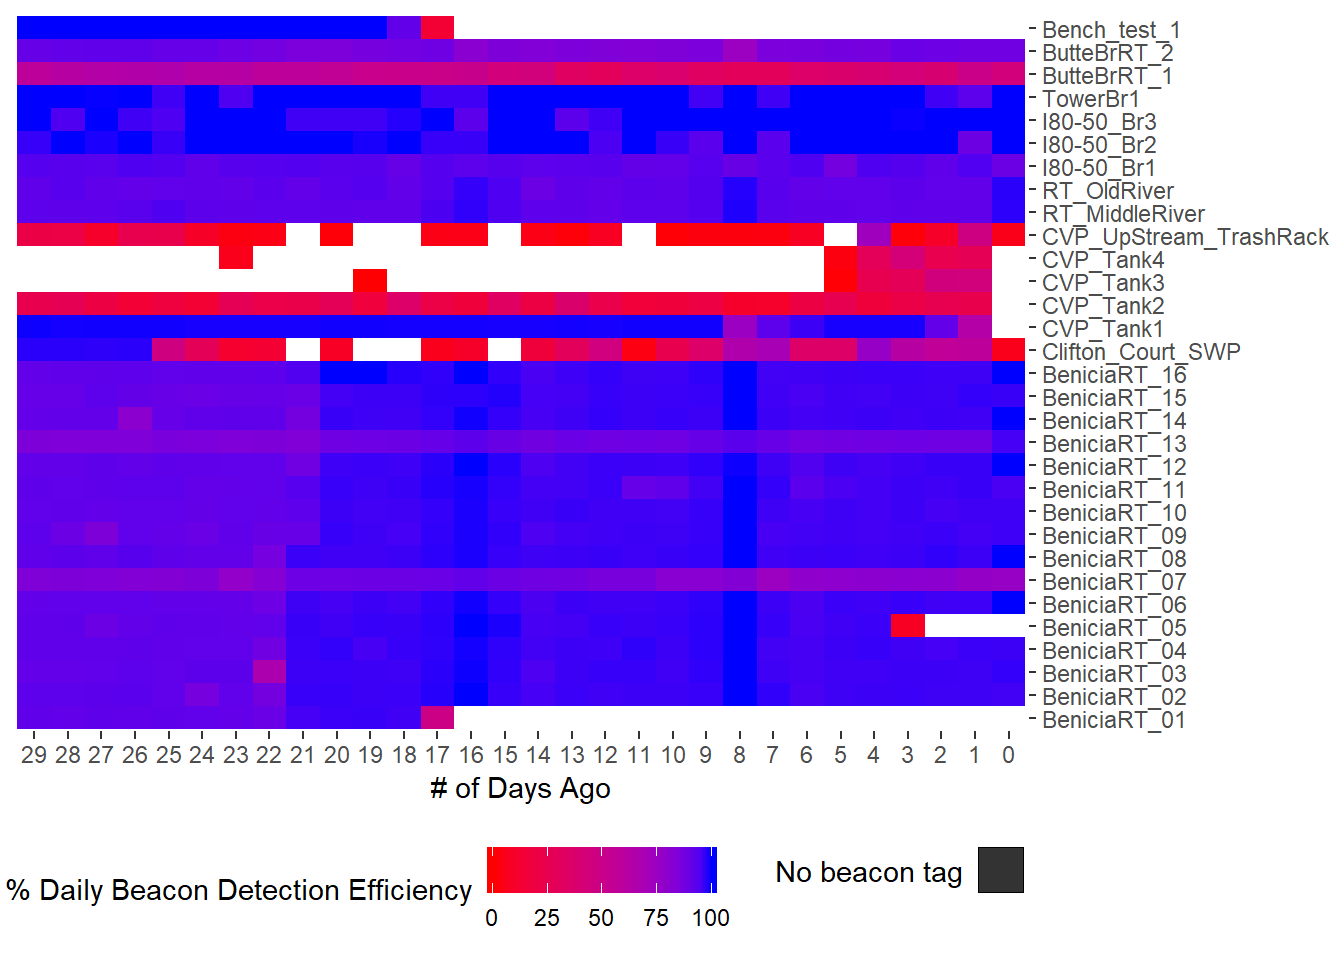 Bench_test_1
ButteBrRT_2
ButteBrRT_1
TowerBr1
I80-50_Br3
I80-50_Br2
I80-50_Br1
RT_OldRiver
RT_MiddleRiver
CVP_UpStream_TrashRack
CVP_Tank4
CVP_Tank3
CVP_Tank2
CVP_Tank1
Clifton_Court_SWP
BeniciaRT_16
BeniciaRT_15
BeniciaRT_14
BeniciaRT_13
BeniciaRT_12
BeniciaRT_11
BeniciaRT_10
BeniciaRT_09
BeniciaRT_08
BeniciaRT_07
BeniciaRT_06
BeniciaRT_05
BeniciaRT_04
BeniciaRT_03
BeniciaRT_02
BeniciaRT_01
29 28 27 26 25 24 23 22 21 20 19 18 17 16 15 14 13 12 11 10 9 8 7 6 5 4 3 2 1 0
# of Days Ago
% Daily Beacon Detection Efficiency
0 25 50 75 100
No beacon tag